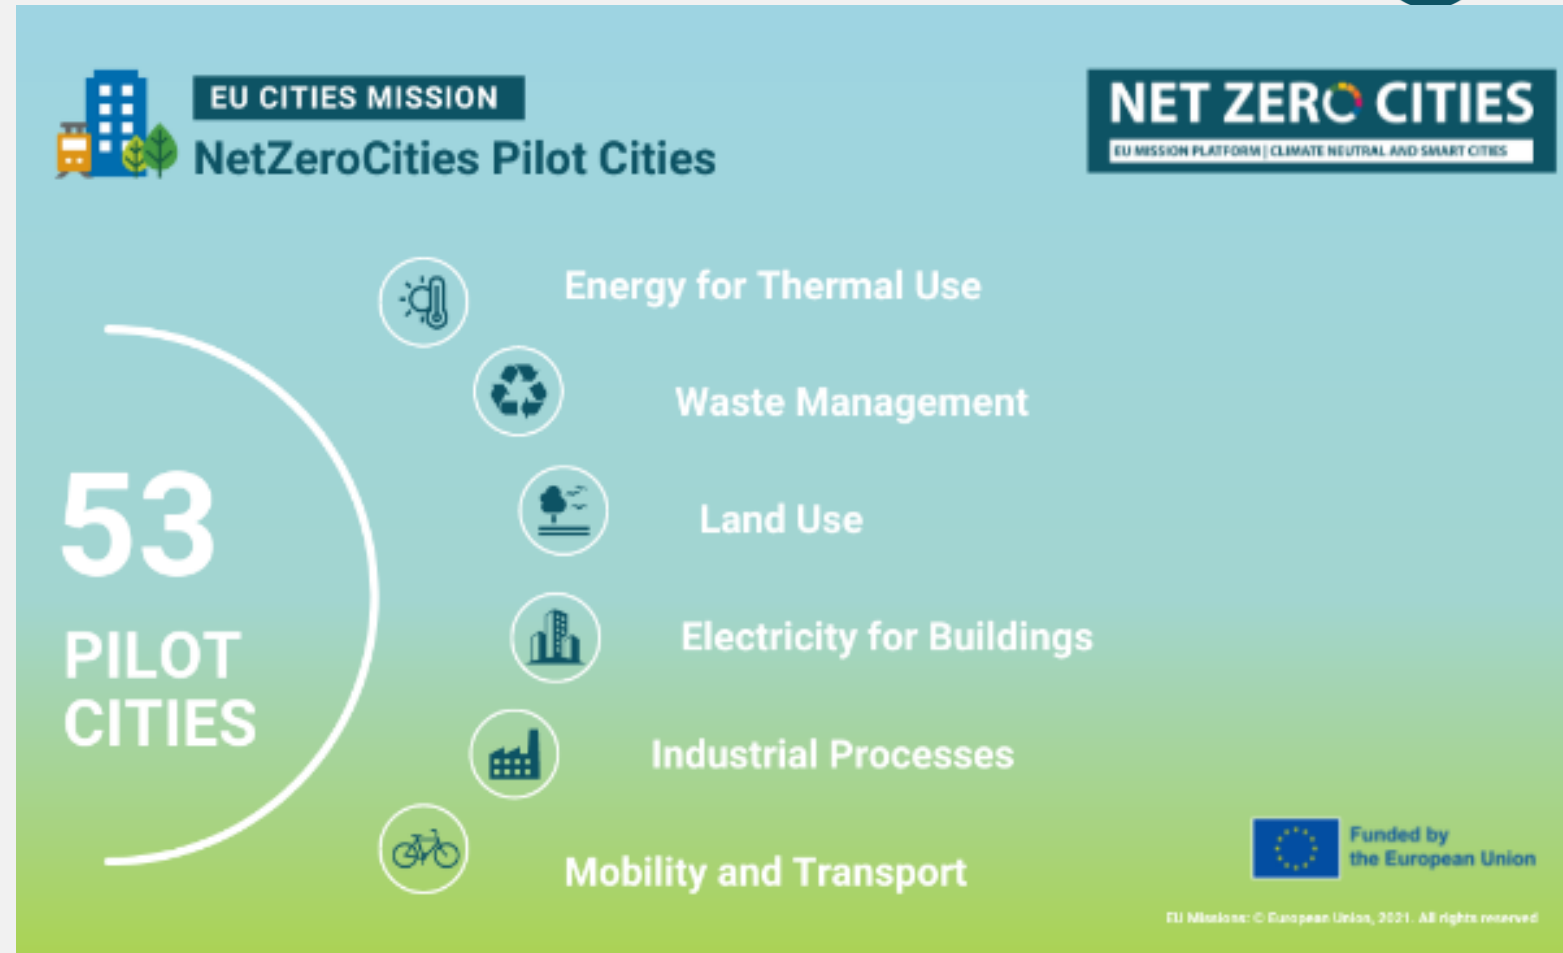 EU CITIES MISSION
NetZeroCities Pilot Cities
NET ZERO CITIES
EU MISSION PLATFORM | CLIMATE NEUTRAL AND SMART CITIES
Energy for Thermal Use
Waste Management
Land Use
Electricity for Buildings
Industrial Processes
Mobility and Transport
53
PILOT
CITIES
Funded by
the European Union
EU Missions: © European Union, 2021. All rights reserved